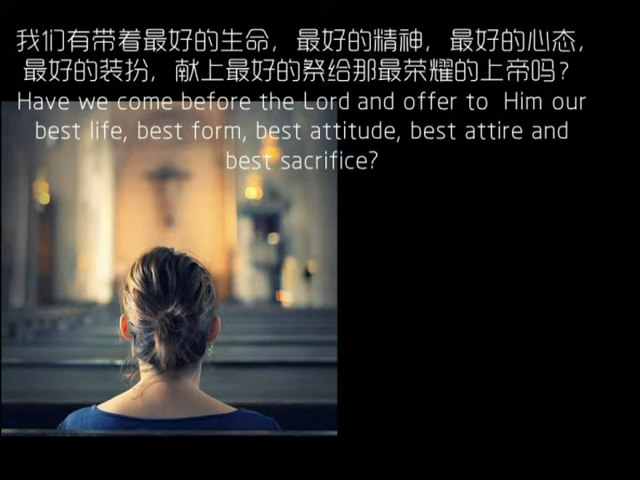 我们有带着最好的生命，最好的精神，最好的心态，
最好的装扮，献上最好的祭给那最荣耀的上帝吗？
Have we come before the Lord and offer to Him our
best life, best form, best attitude, best attire and
best sacrifice?